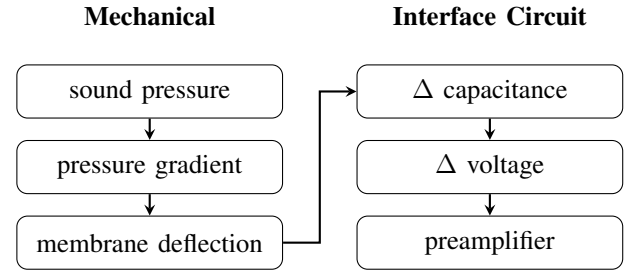 Mechanical
sound pressure
pressure gradient
membrane deflection
Interface Circuit
Δ capacitance
Δ voltage
preamplifier